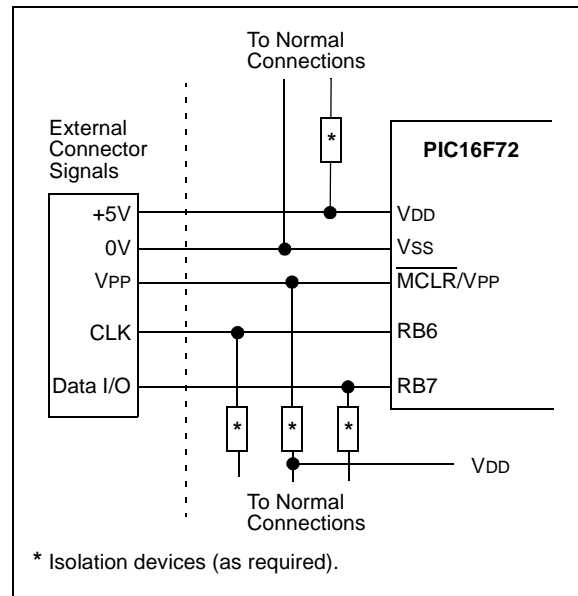 To Normal
Connections
External
Connector
Signals
*
PIC16F72
+5V
VDD
0V
VSS
VPP
MCLR/VPP
CLK
RB6
Data I/O
RB7
* * *
VDD
To Normal
Connections
* Isolation devices (as required).